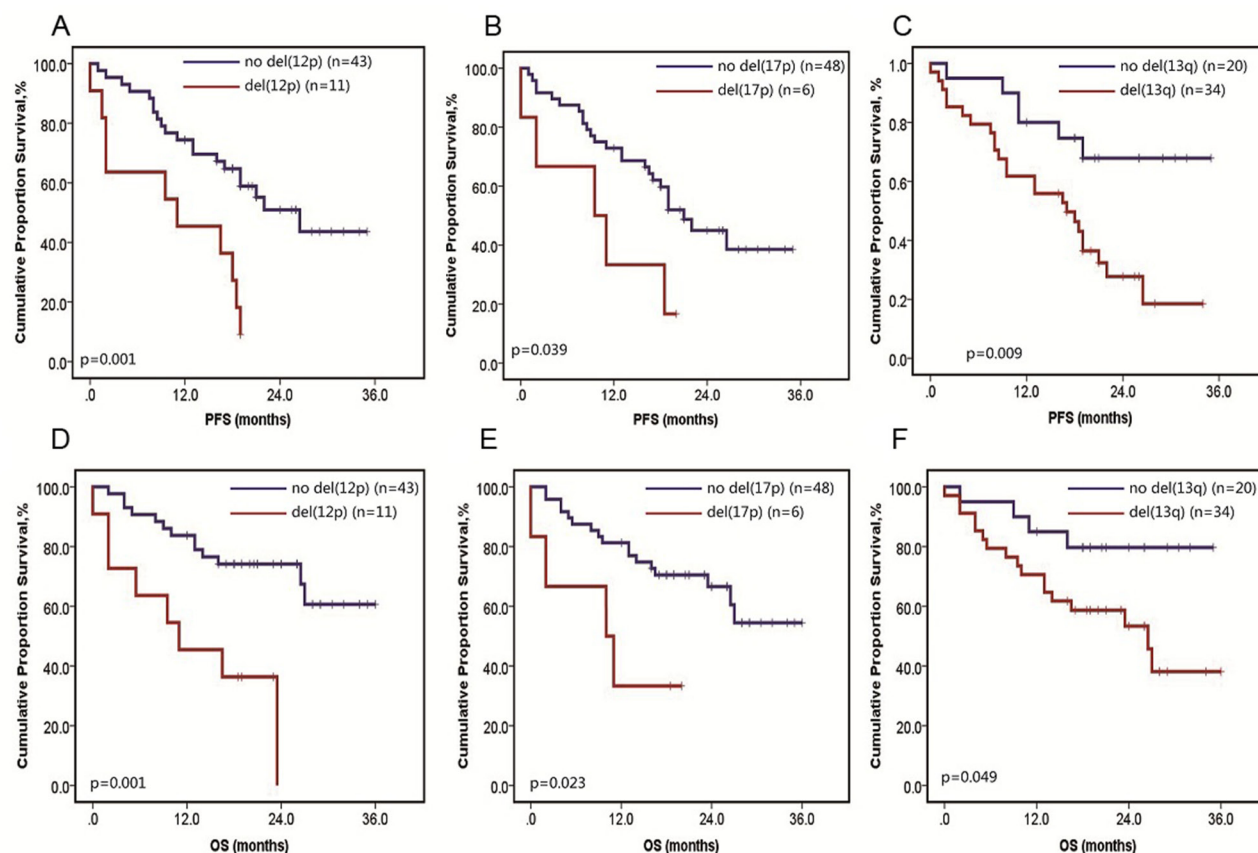 A
Cumulative Proportion Survival,%
100.0
80.0
60.0
40.0
20.0
0.0
no del(12p) (n=43)
del(12p) (n=11)
p=0.001
.0 12.0 24.0 36.0
PFS (months)
B
Cumulative Proportion Survival,%
100.0
80.0
60.0
40.0
20.0
0.0
no del(17p) (n=48)
del(17p) (n=6)
p=0.039
.0 12.0 24.0 36.0
PFS (months)
C
Cumulative Proportion Survival,%
1.0
0.8
0.6
0.4
0.2
0.0
no del(13q) (n=20)
del(13q) (n=34)
p=0.009
.0 12.0 24.0 36.0
PFS (months)
D
Cumulative Proportion Survival,%
100.0
80.0
60.0
40.0
20.0
0.0
no del(12p) (n=43)
del(12p) (n=11)
p=0.001
.0 12.0 24.0 36.0
OS (months)
E
Cumulative Proportion Survival,%
100.0
80.0
60.0
40.0
20.0
0.0
no del(17p) (n=48)
del(17p) (n=6)
p=0.023
.0 12.0 24.0 36.0
OS (months)
F
Cumulative Proportion Survival,%
100.0
80.0
60.0
40.0
20.0
0.0
no del(13q) (n=20)
del(13q) (n=34)
p=0.049
.0 12.0 24.0 36.0
OS (months)